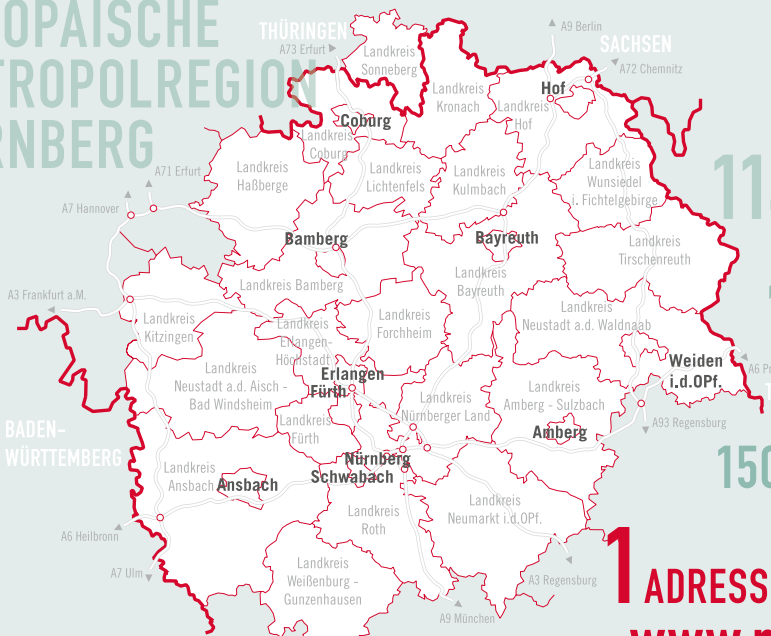 OPÄISCHE
TROPOLREGION
RNBERG
THÜRINGEN
A73 Erfurt
A9 Berlin
SACHSEN
A72 Chemnitz
Landkreis
Sonneberg
Landkreis
Kronach
Hof
Landkreis
Hof
Coburg
Landkreis
Coburg
A71 Erfurt
Landkreis
Haßberge
Landkreis
Lichtenfels
Landkreis
Kulmbach
Landkreis
Wunsiedel
i. Fichtelgebirge
A7 Hannover
Bamberg
Bayreuth
Landkreis
Tirschenreuth
Landkreis Bamberg
Landkreis
Bayreuth
A3 Frankfurt a.M.
Landkreis
Kitzingen
Landkreis
Erlangen-
Höchstadt
Landkreis
Forchheim
Landkreis
Neustadt a.d. Waldnaab
Landkreis
Neustadt a.d. Aisch -
Bad Windsheim
Erlangen
Fürth
Weiden
i.d.OPf.
Landkreis
Nürnberger Land
Landkreis
Amberg - Sulzbach
Landkreis
Fürth
Amberg
A93 Regensburg
BADEN-
WÜRTTEMBERG
Nürnberg
Schwabach
Landkreis
Ansbach
Ansbach
150
Landkreis
Roth
Landkreis
Neumarkt i.d.OPf.
A6 Heilbronn
A7 Ulm
Landkreis
Weißenburg -
Gunzenhausen
A3 Regensburg
A9 München
1 ADRESS